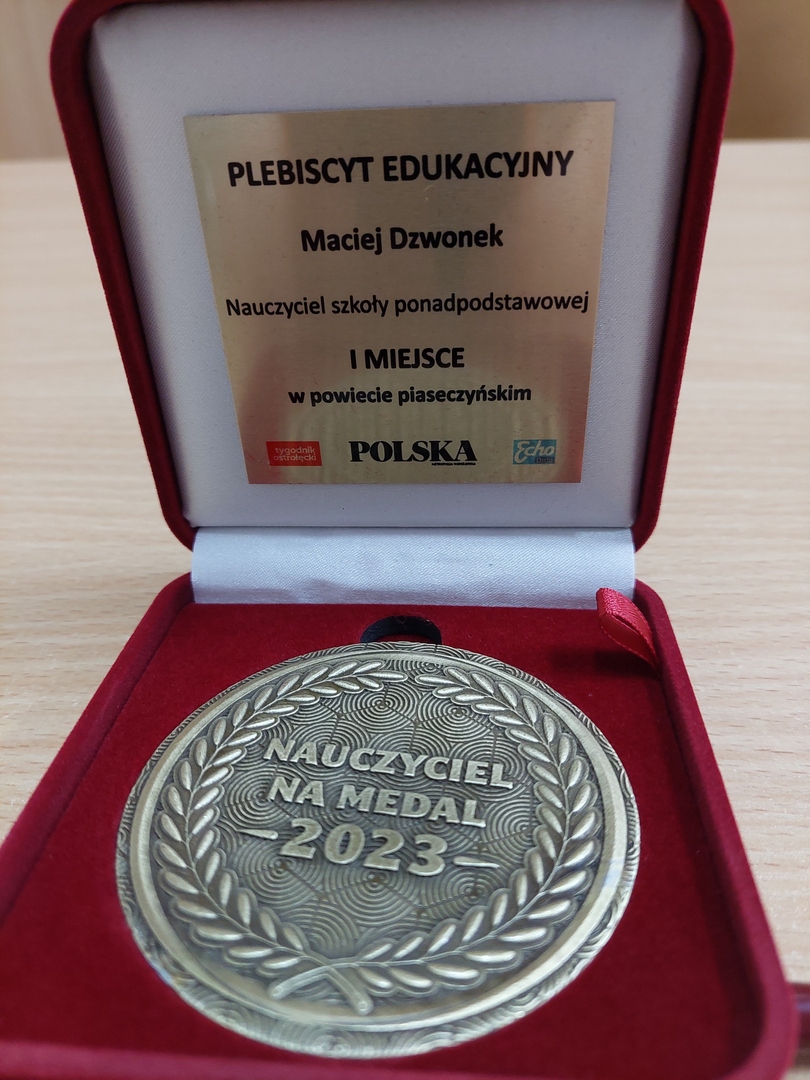 PLEBISCYT EDUKACYJNY
Maciej Dzwonek
Nauczyciel szkoły ponadpodstawowej
I MIEJSCE
w powiecie piaseczyńskim
tygodnik
ostrołęcki
POLSKA
Echo
NAUCZYCIEL
NA MEDAL
2023